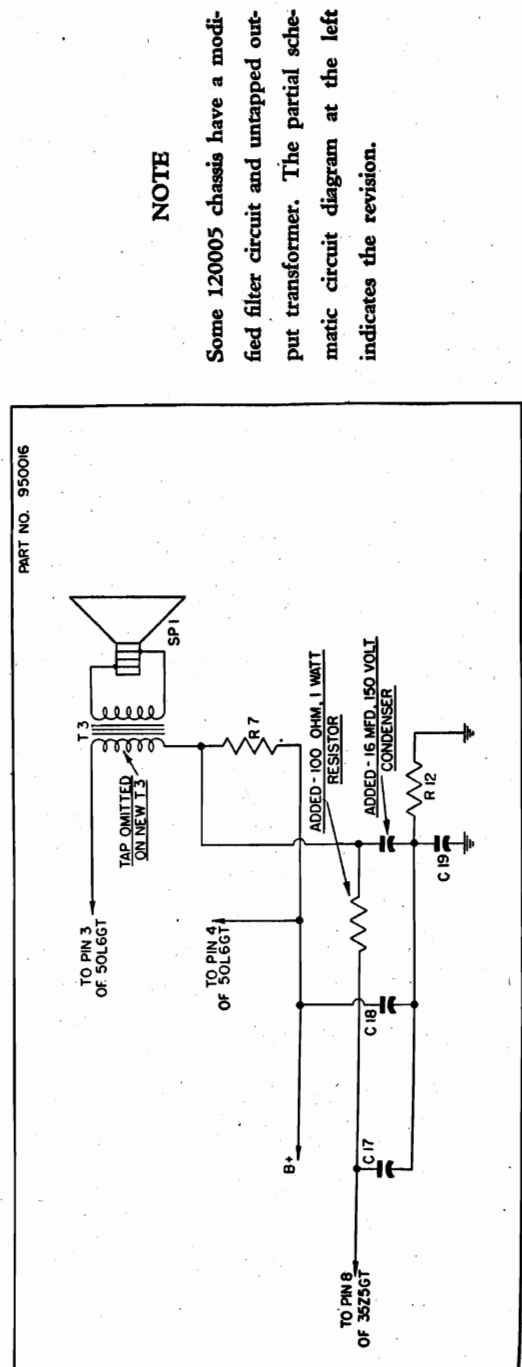 NOTE
Some 120005 chassis have a modi-
fied filter circuit and untapped out-
put transformer. The partial sche-
matic circuit diagram at the left
indicates the revision.
PART NO. 950016
T3
SP1
TAP OMITTED
ON NEW T3
TO PIN 3
OF 50L6GT
R7
TO PIN 4
OF 50L6GT
ADDED-100 OHM, 1 WATT
RESISTOR
ADDED-16 MFD, 150 VOLT
CONDENSER
R12
C19
C18
B+
C17
TO PIN 8
OF 35Z5GT